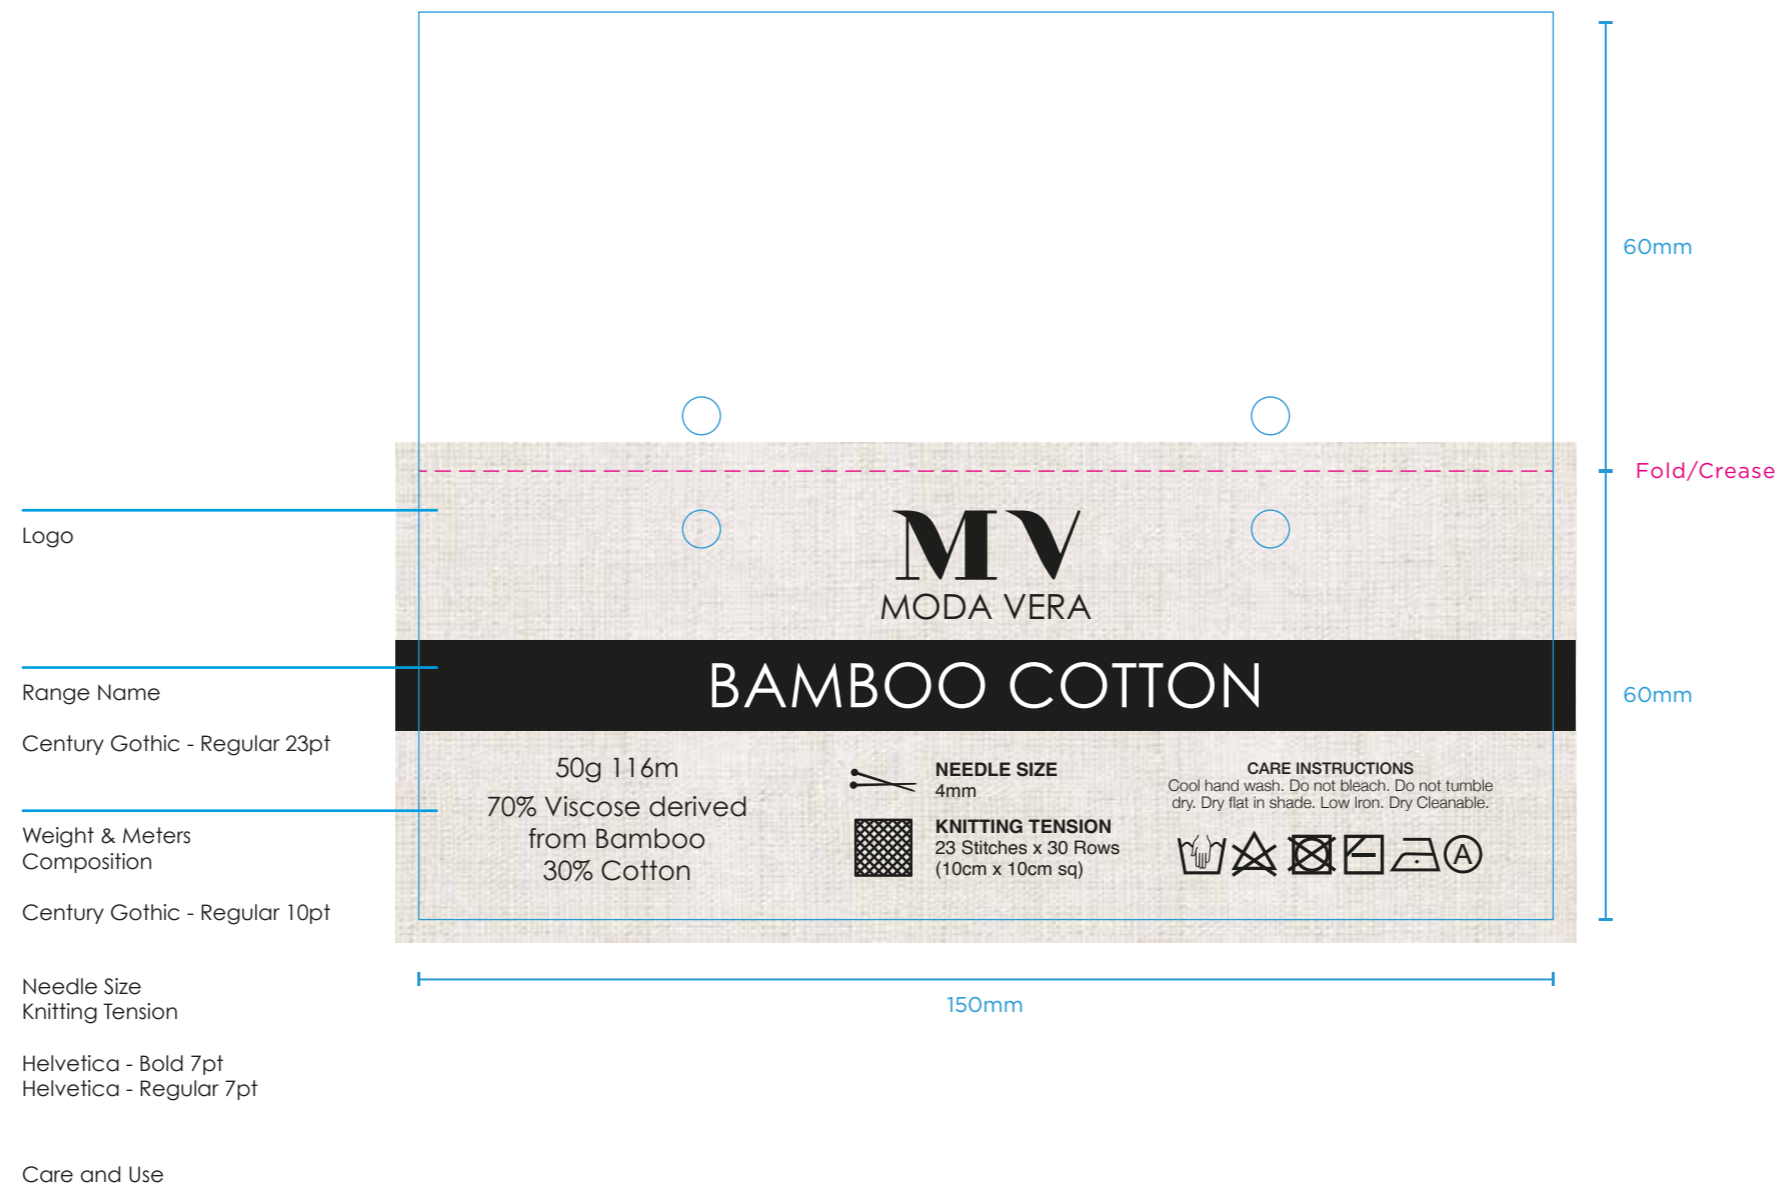 60mm
Fold/Crease
60mm
150mm
Logo
Range Name
Century Gothic - Regular 23pt
Weight & Meters
Composition
Century Gothic - Regular 10pt
Needle Size
Knitting Tension
Helvetica - Bold 7pt
Helvetica - Regular 7pt
Care and Use
MV
MODA VERA
BAMBOO COTTON
50g 116m
70% Viscose derived
from Bamboo
30% Cotton
NEEDLE SIZE
4mm
KNITTING TENSION
23 Stitches x 30 Rows
(10cm x 10cm sq)
CARE INSTRUCTIONS
Cool hand wash. Do not bleach. Do not tumble
dry. Dry flat in shade. Low Iron. Dry Cleanable.
A